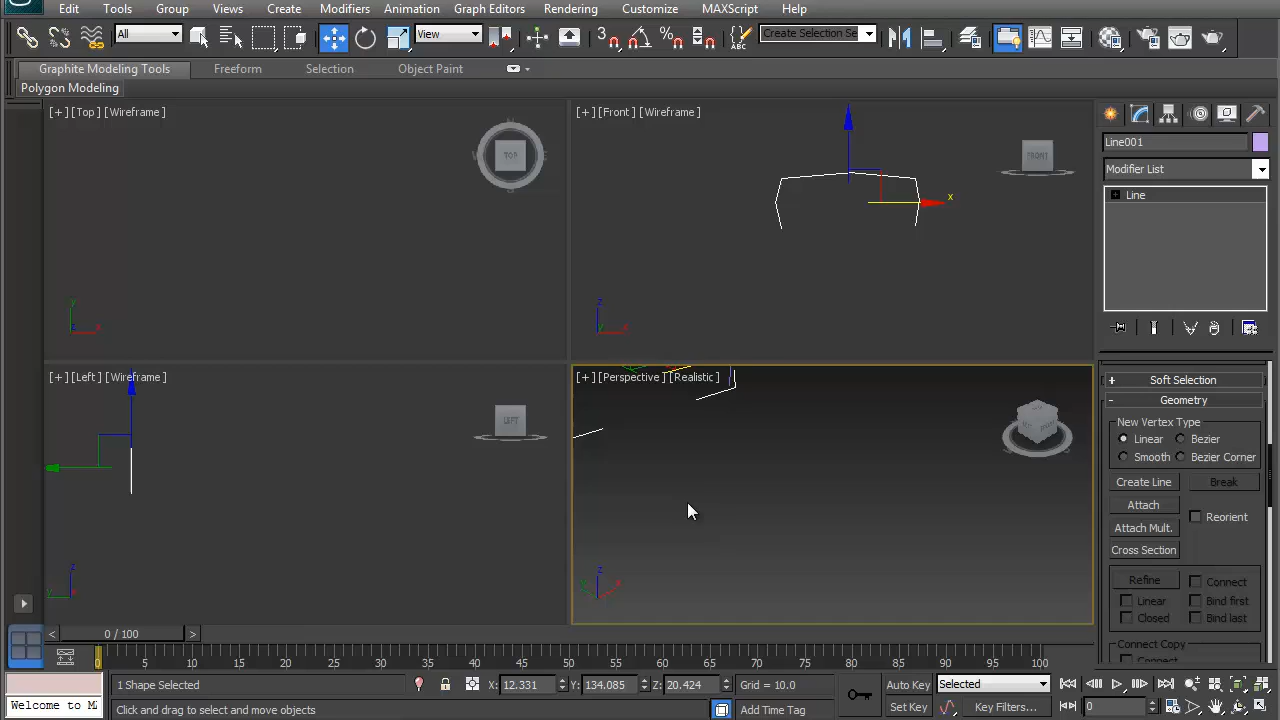 Edit Tools Group Views Create Modifiers Animation Graph Editors Rendering Customize MAXScript Help
All View 3 Create Selection Se
Graphite Modeling Tools Freeform Selection Object Paint
Polygon Modeling
[+] [Top] [Wireframe]
TOP
[+] [Front] [Wireframe]
FRONT
x
y
z x
z
y x
[+] [Left] [Wireframe]
LEFT
z
y x
[+] [Perspective] [Realistic]
z
y x
Line001
Modifier List
Line
Soft Selection
Geometry
New Vertex Type
Linear Bezier
Smooth Bezier Corner
Create Line Break
Attach
Reorient
Attach Mult.
Cross Section
Refine Connect
Linear Bind first
Closed Bind last
Connect Copy
Connect
< 0 / 100 >
0 5 10 15 20 25 30 35 40 45 50 55 60 65 70 75 80 85 90 95 100
1 Shape Selected X: 12.331 Y: 134.085 Z: 20.424 Grid = 10.0 Auto Key Selected
Welcome to M Click and drag to select and move objects Add Time Tag Set Key Key Filters... 0